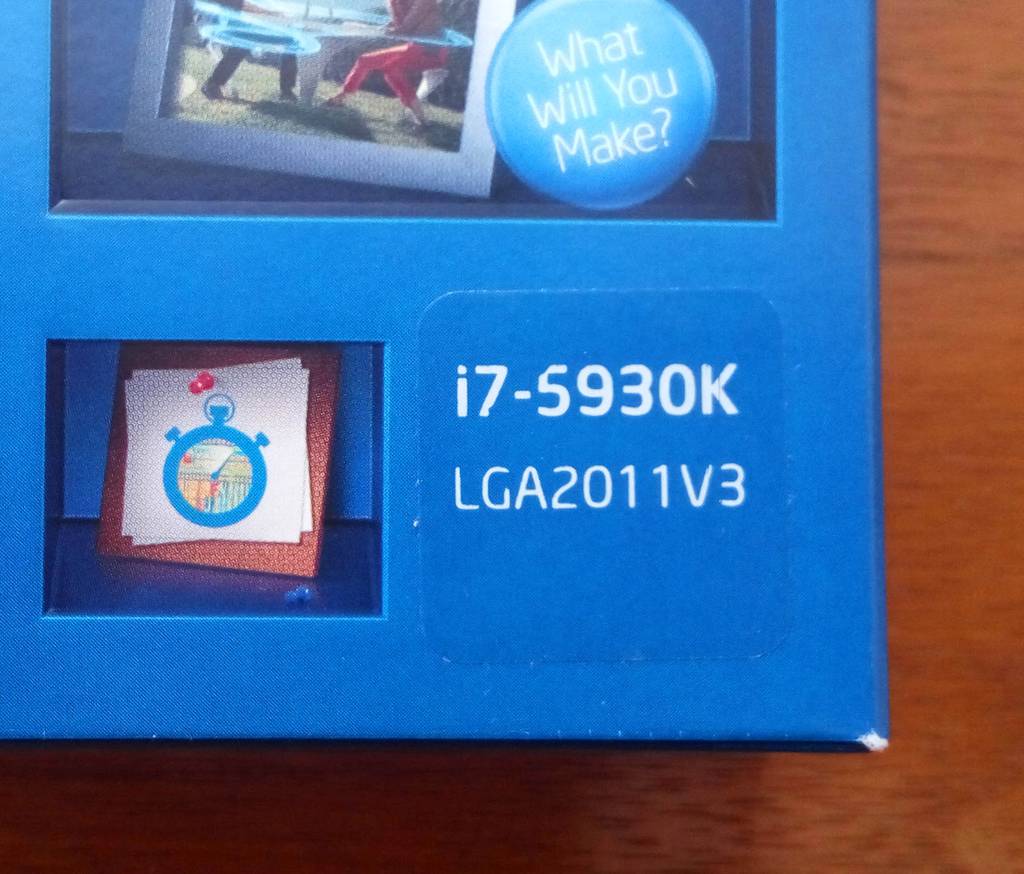 What
Will You
Make?
i7-5930K
LGA2011V3